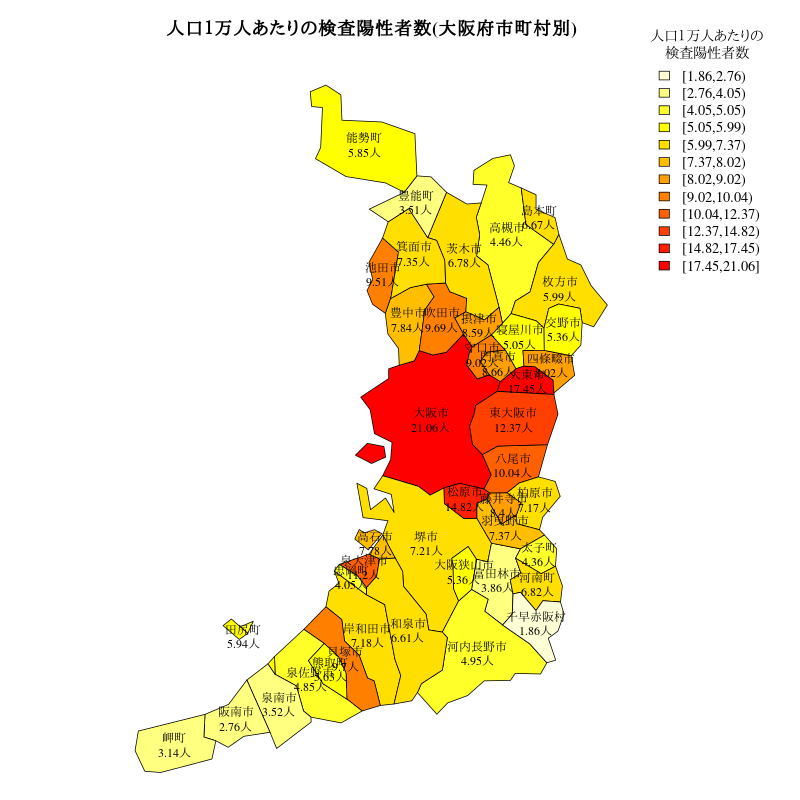 人口1万人あたりの検査陽性者数(大阪府市町村別)
人口1万人あたりの
検査陽性者数
[1.86,2.76)
[2.76,4.05)
[4.05,5.05)
[5.05,5.99)
[5.99,7.37)
[7.37,8.02)
[8.02,9.02)
[9.02,10.04)
[10.04,12.37)
[12.37,14.82)
[14.82,17.45)
[17.45,21.06]
能勢町
5.85人
豊能町
3.51人
島本町
6.67人
高槻市
4.46人
箕面市
7.35人
茨木市
6.78人
池田市
9.51人
枚方市
5.99人
豊中市
7.84人
吹田市
9.69人
摂津市
8.59人
寝屋川市
5.05人
交野市
5.36人
守口市
9.02人
門真市
8.66人
四條畷市
8.02人
大東市
17.45人
大阪市
21.06人
東大阪市
12.37人
八尾市
10.04人
松原市
14.82人
藤井寺市
8.4人
柏原市
7.17人
羽曳野市
7.37人
高石市
7.78人
堺市
7.21人
太子町
4.36人
泉大津市
忠岡町
4.05人
大阪狭山市
5.36人
富田林市
3.86人
河南町
6.82人
千早赤阪村
1.86人
田尻町
5.94人
岸和田市
7.18人
和泉市
6.61人
貝塚市
9.7人
熊取町
泉佐野市
4.85人
河内長野市
4.95人
泉南市
3.52人
阪南市
2.76人
岬町
3.14人